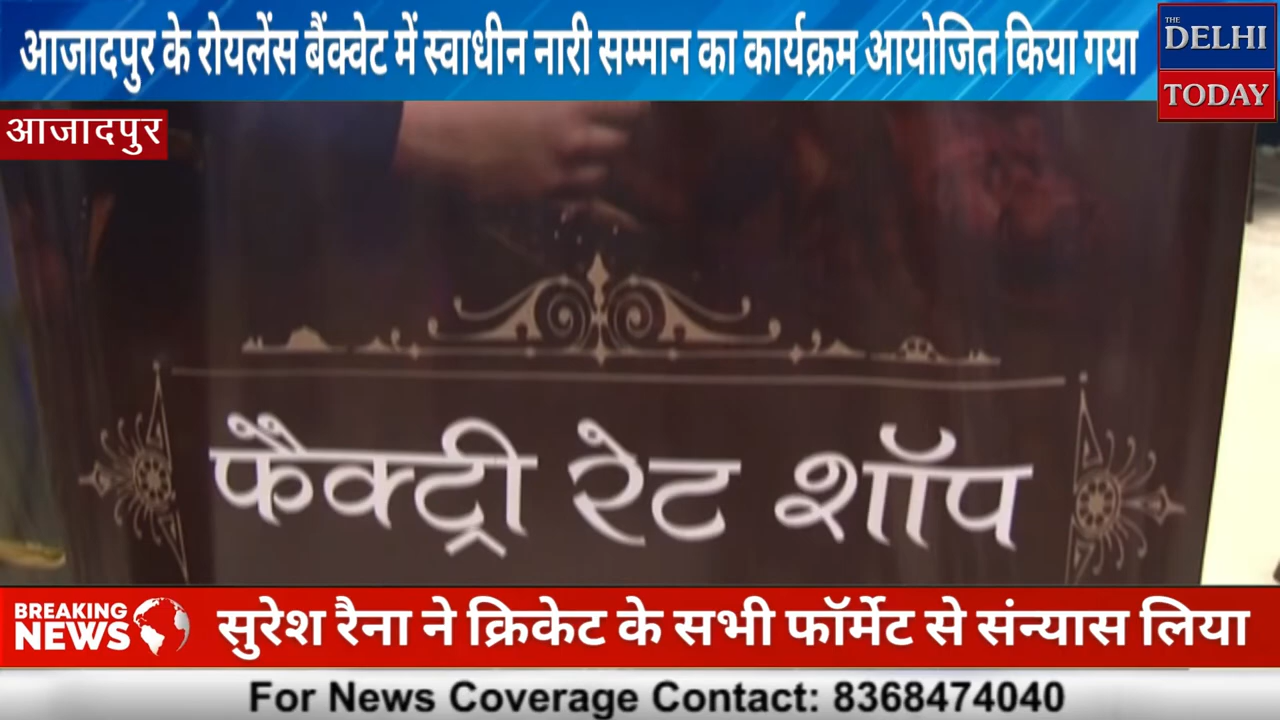 आजादपुर के रोयलेंस बैंक्वेट में स्वाधीन नारी सम्मान का कार्यक्रम आयोजित किया गया
THE
DELHI
TODAY
आजादपुर
फैक्ट्री रेट शॉप
BREAKING
NEWS
सुरेश रैना ने क्रिकेट के सभी फॉर्मेट से संन्यास लिया
For News Coverage Contact: 8368474040